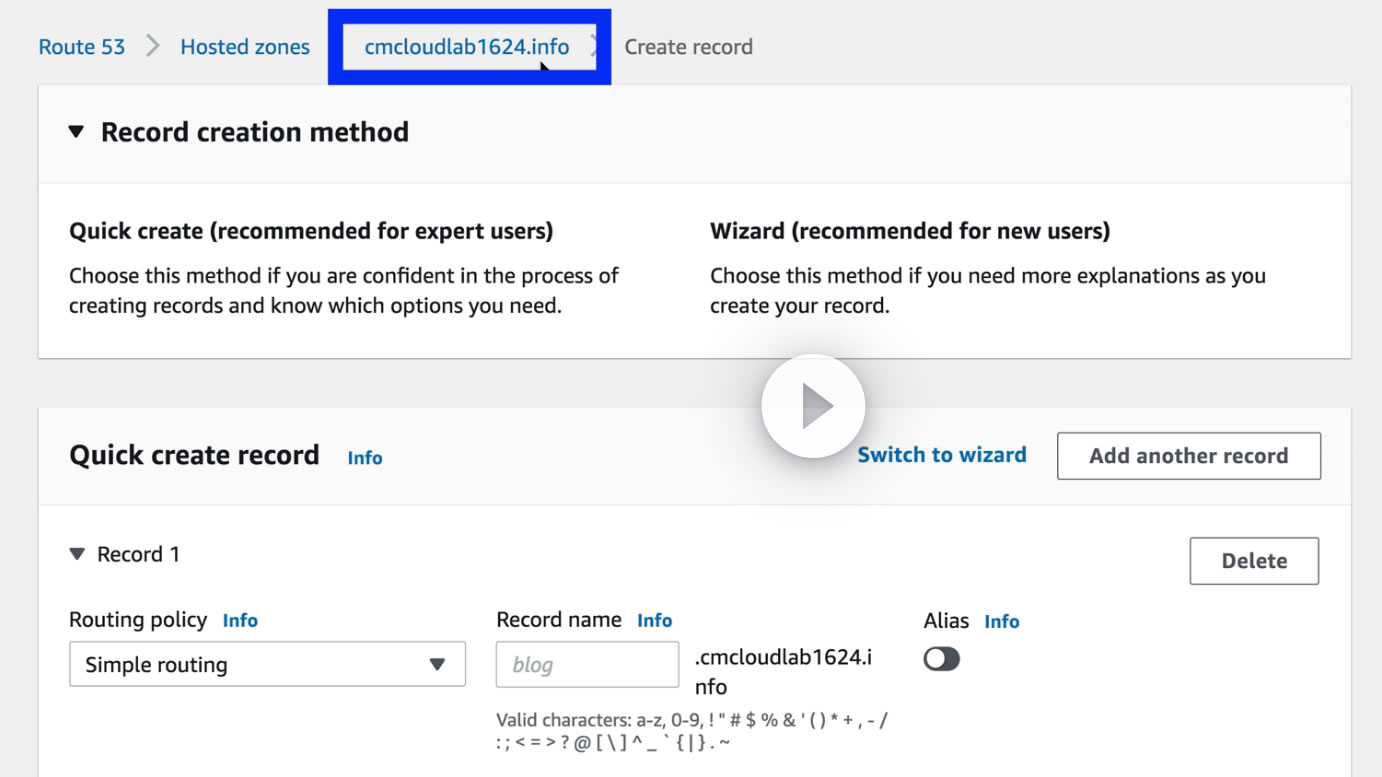 Route 53 Hosted zones cmcloudlab1624.info Create record
Record creation method
Quick create (recommended for expert users)
Choose this method if you are confident in the process of
creating records and know which options you need.
Wizard (recommended for new users)
Choose this method if you need more explanations as you
create your record.
Quick create record Info
Switch to wizard
Add another record
Record 1
Delete
Routing policy Info
Simple routing
Record name Info
blog
.cmcloudlab1624.i
nfo
Valid characters: a-z, 0-9, ! " # $ % & ' ( ) * + , - /
: ; < = > ? @ [ \ ] ^ _ ` { | } . ~
Alias Info